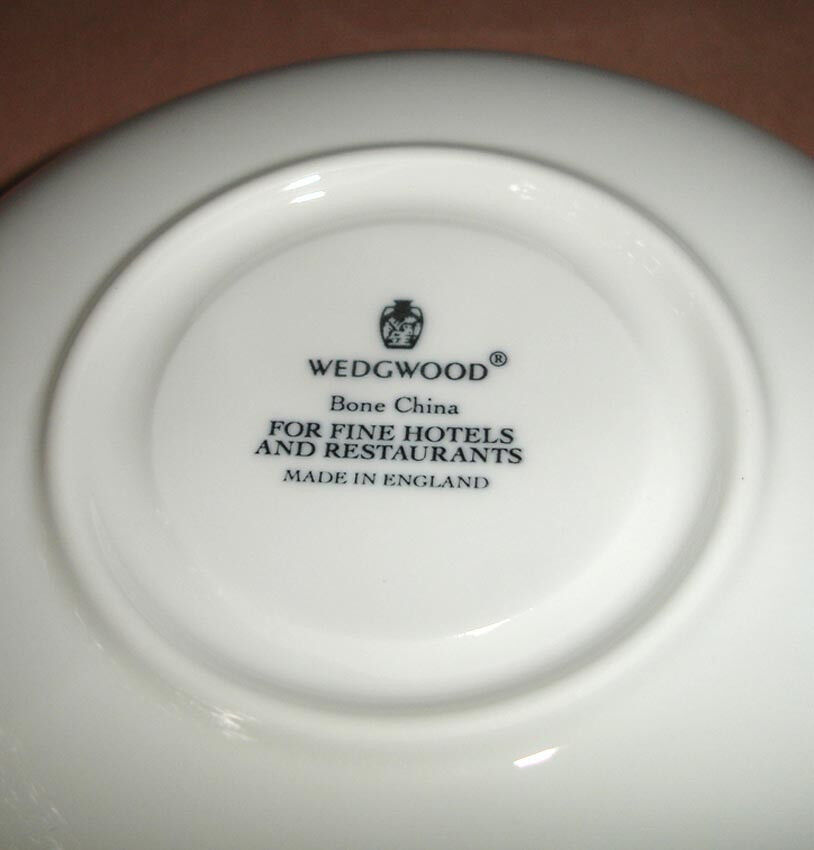 WEDGWOOD®
Bone China
FOR FINE HOTELS
AND RESTAURANTS
MADE IN ENGLAND